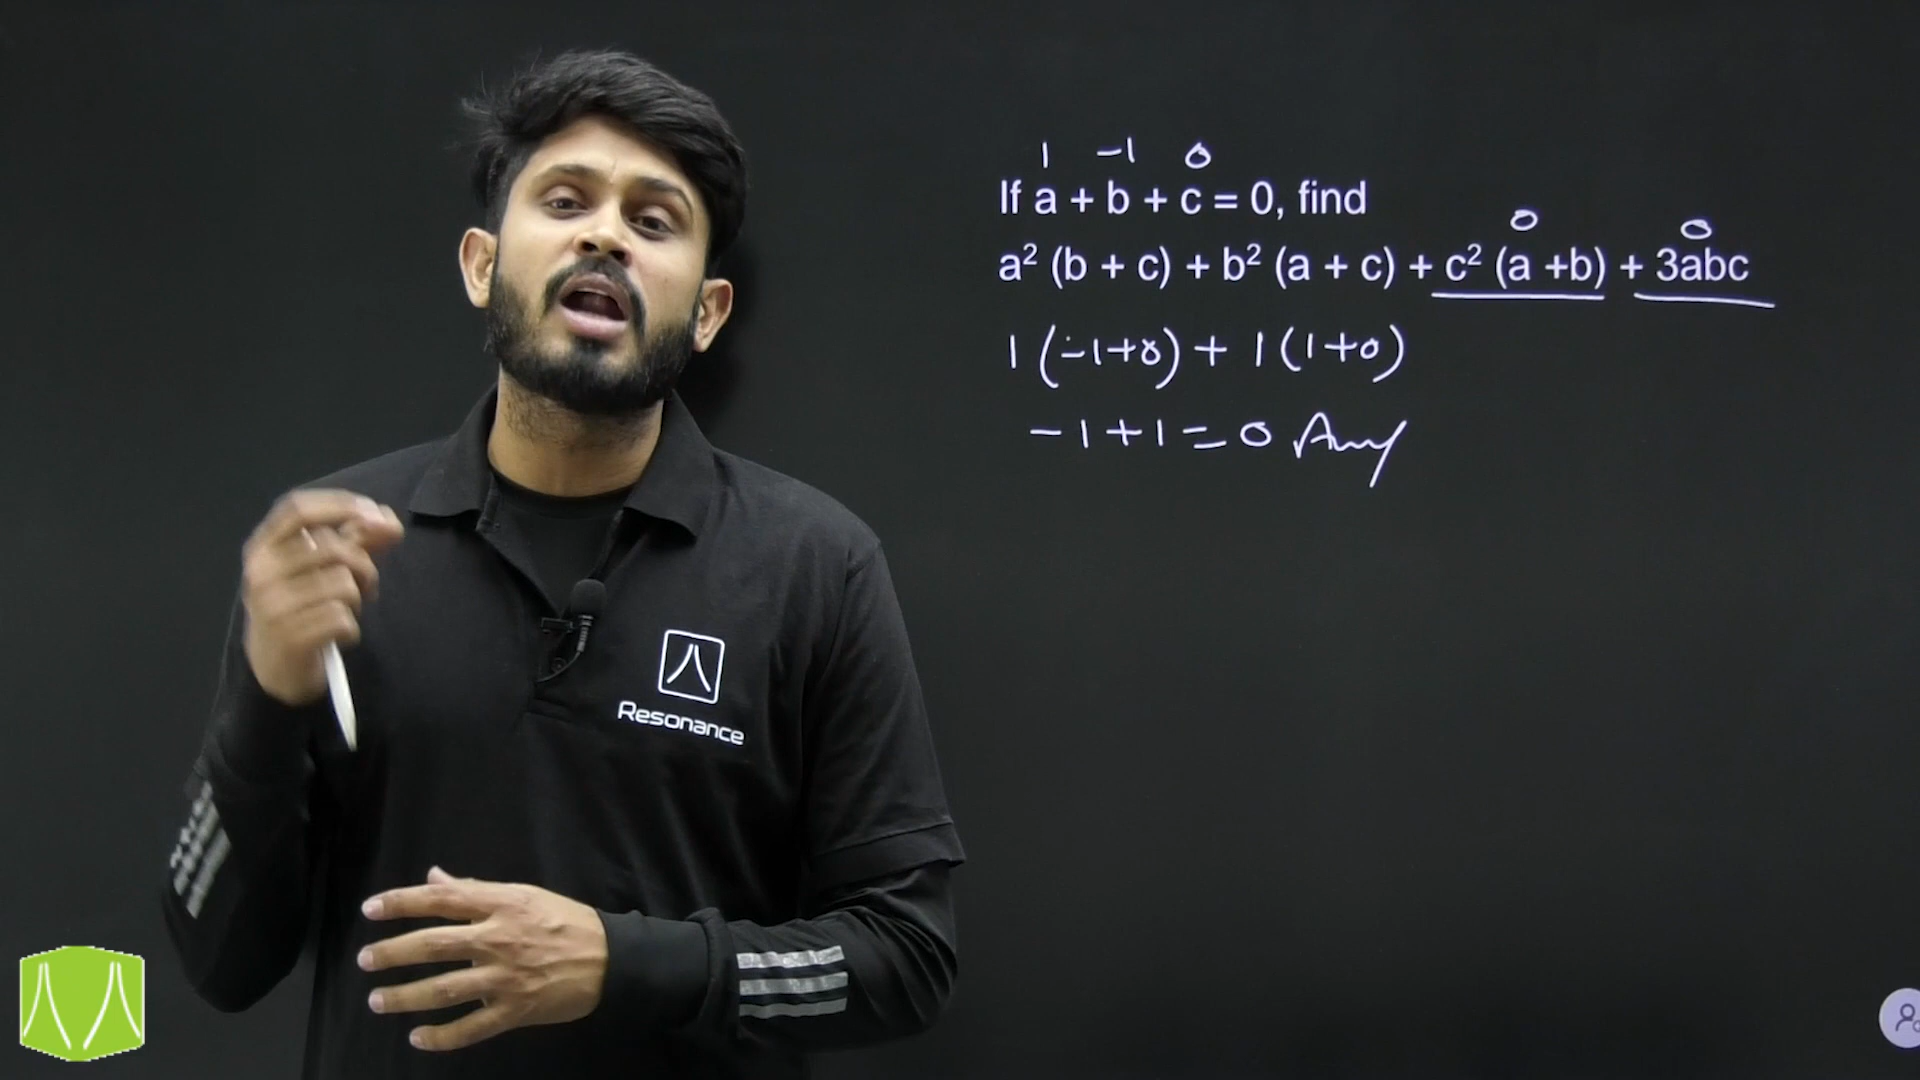 1 -1 0
If a + b + c = 0, find
0 0
a² (b + c) + b² (a + c) + c² (a +b) + 3abc
1 (-1+0) + 1 (1+0)
-1+1=0 Ans
Resonance